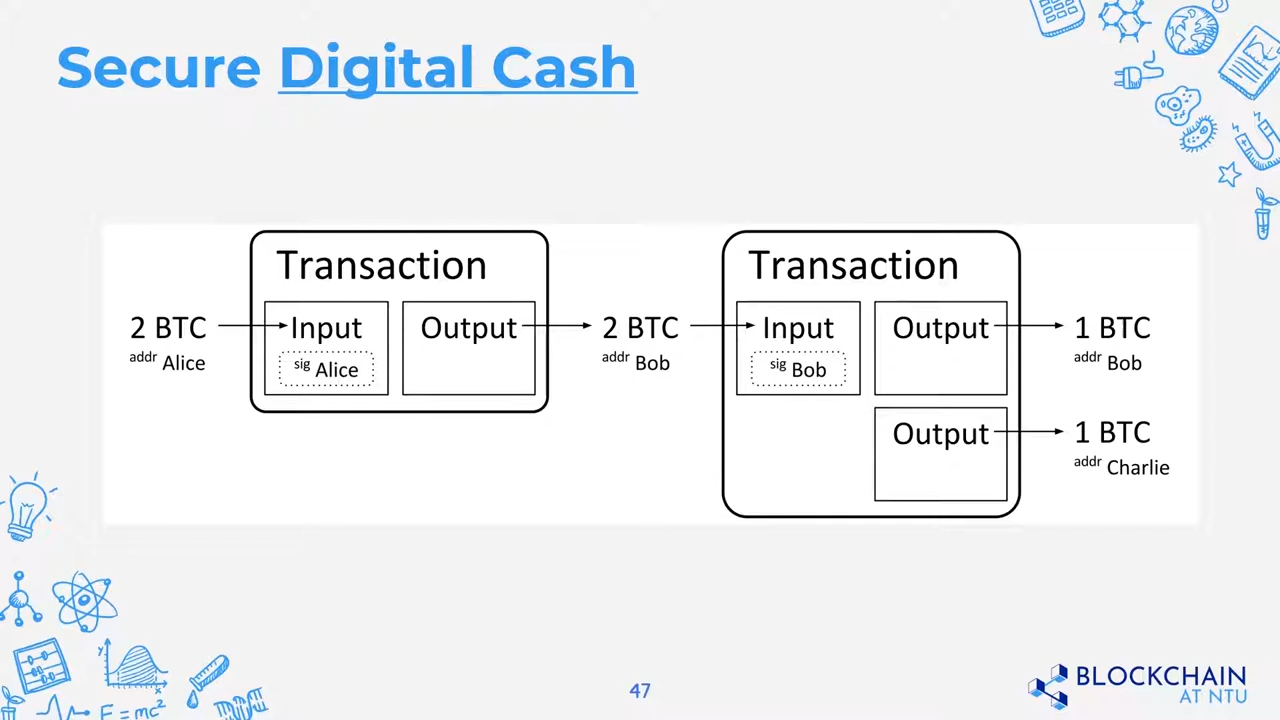 Secure Digital Cash
Transaction
2 BTC
addr Alice
Input
sig Alice
Output
2 BTC
addr Bob
Transaction
Input
sig Bob
Output
1 BTC
addr Bob
Output
1 BTC
addr Charlie
y
x
F = mc²
47
BLOCKCHAIN
AT NTU